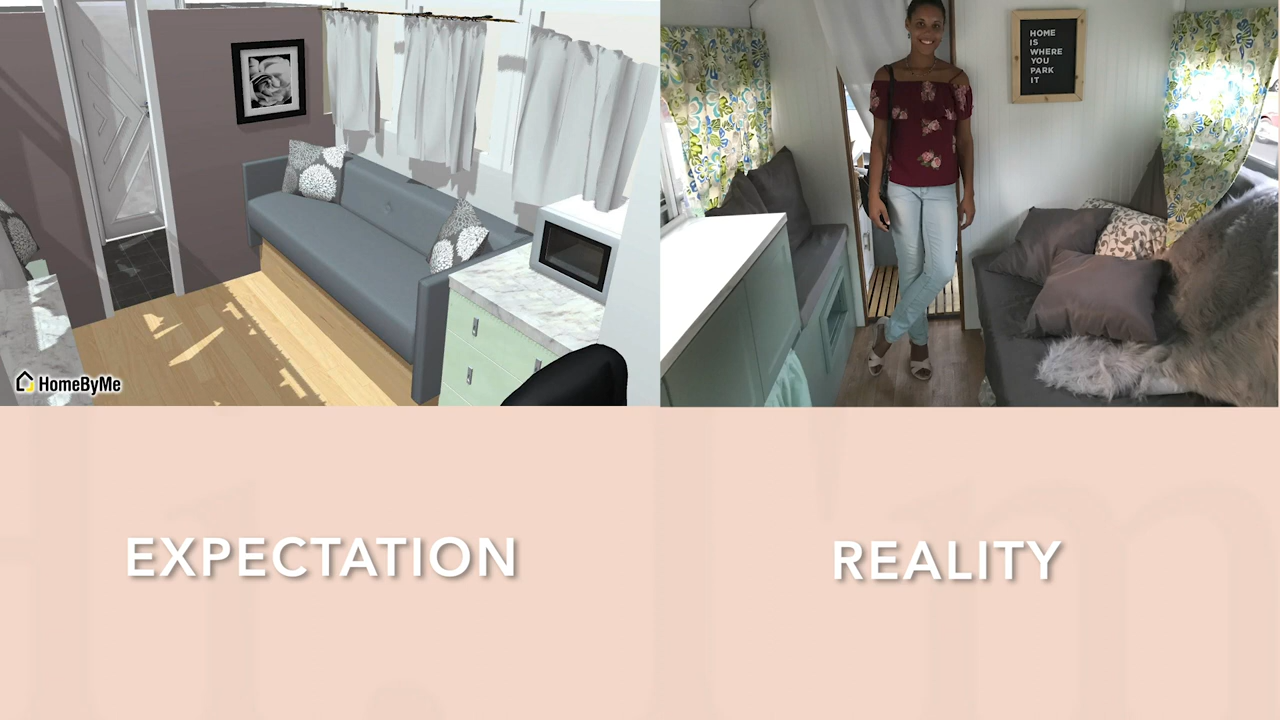 HOME
IS
WHERE
YOU
PARK
IT
HomeByMe
EXPECTATION
REALITY